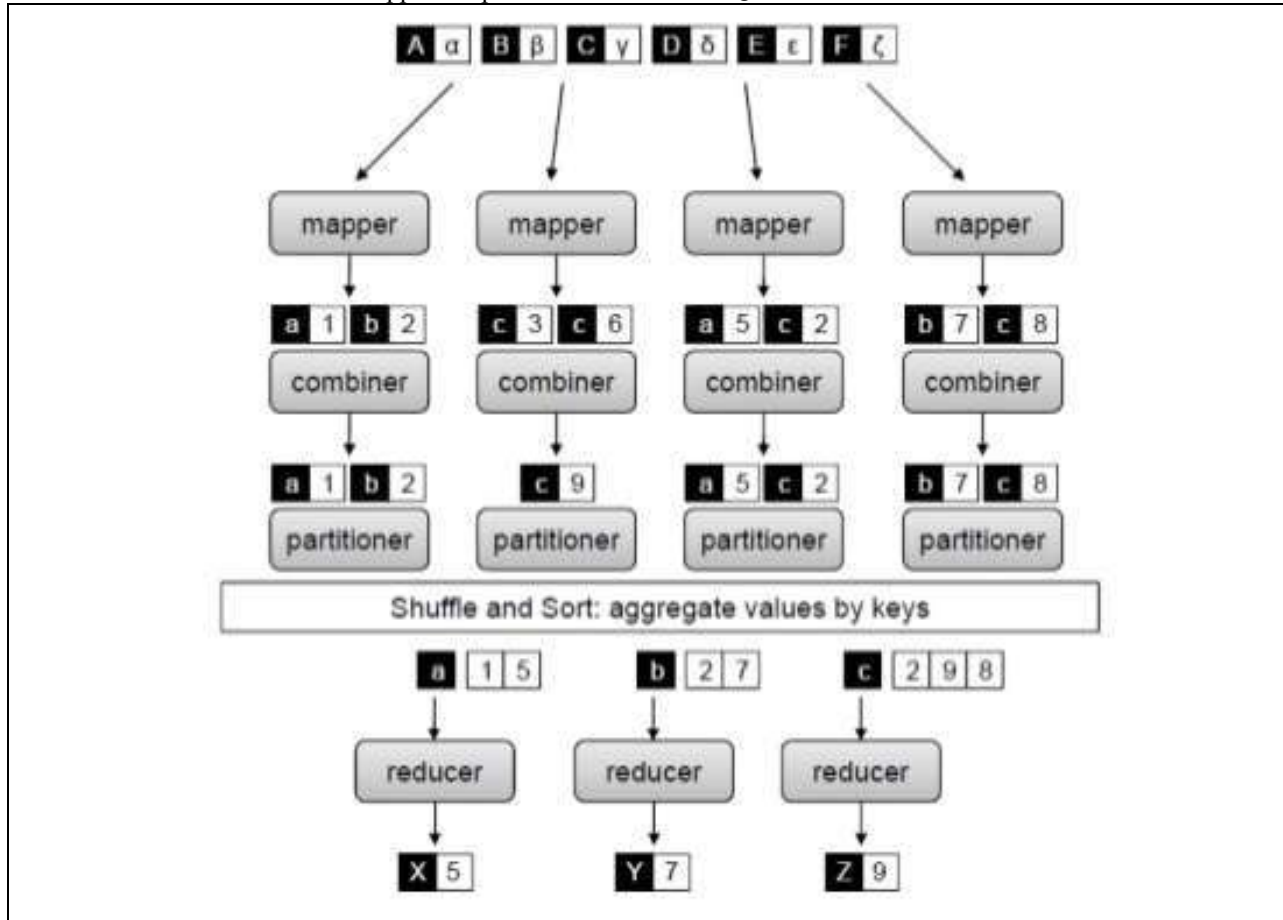 A α B β C γ D δ E ε F ζ
mapper mapper mapper mapper
a 1 b 2 c 3 c 6 a 5 c 2 b 7 c 8
combiner combiner combiner combiner
a 1 b 2 c 9 a 5 c 2 b 7 c 8
partitioner partitioner partitioner partitioner
Shuffle and Sort: aggregate values by keys
a 1 5 b 2 7 c 2 9 8
reducer reducer reducer
X 5 Y 7 Z 9